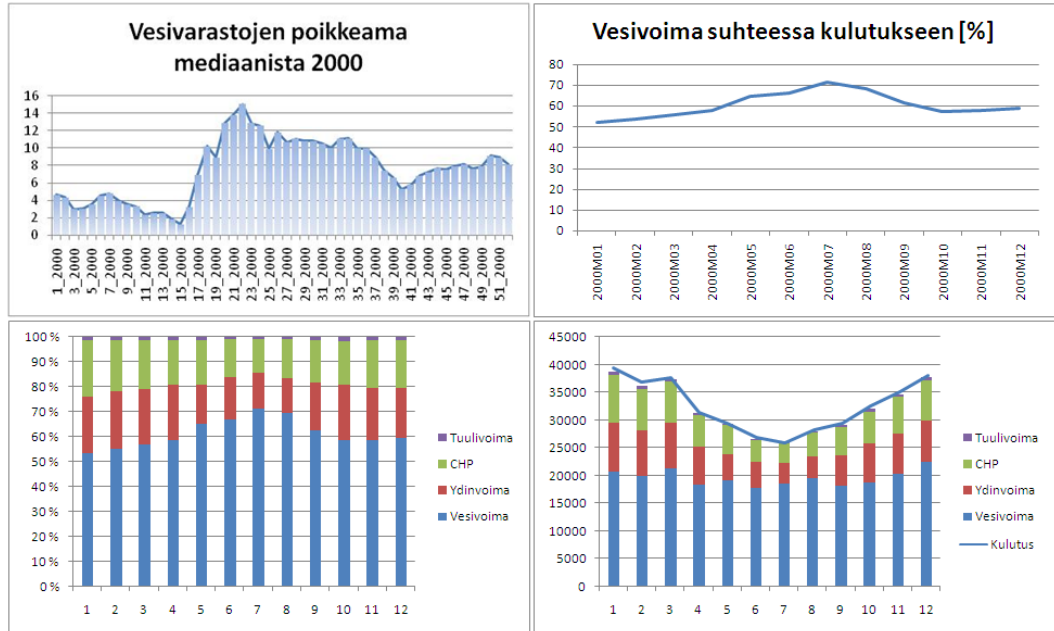 Vesivarastojen poikkeama
mediaanista 2000
16
14
12
10
8
6
4
2
0
1_2000
3_2000
5_2000
7_2000
9_2000
11_2000
13_2000
15_2000
17_2000
19_2000
21_2000
23_2000
25_2000
27_2000
29_2000
31_2000
33_2000
35_2000
37_2000
39_2000
41_2000
43_2000
45_2000
47_2000
49_2000
51_2000
Vesivoima suhteessa kulutukseen [%]
80
70
60
50
40
30
20
10
0
2000M01
2000M02
2000M03
2000M04
2000M05
2000M06
2000M07
2000M08
2000M09
2000M10
2000M11
2000M12
100 %
90 %
80 %
70 %
60 %
50 %
40 %
30 %
20 %
10 %
0 %
1 2 3 4 5 6 7 8 9 10 11 12
Tuulivoima
CHP
Ydinvoima
Vesivoima
45000
40000
35000
30000
25000
20000
15000
10000
5000
0
1 2 3 4 5 6 7 8 9 10 11 12
Tuulivoima
CHP
Ydinvoima
Vesivoima
Kulutus